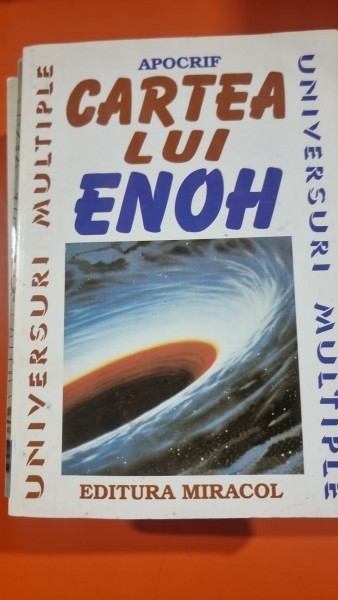 APOCRIF
CARTEA
LUI
ENOH
UNIVERSURI MULTIPLE
UNIVERSURI MULTIPLE
EDITURA MIRACOL